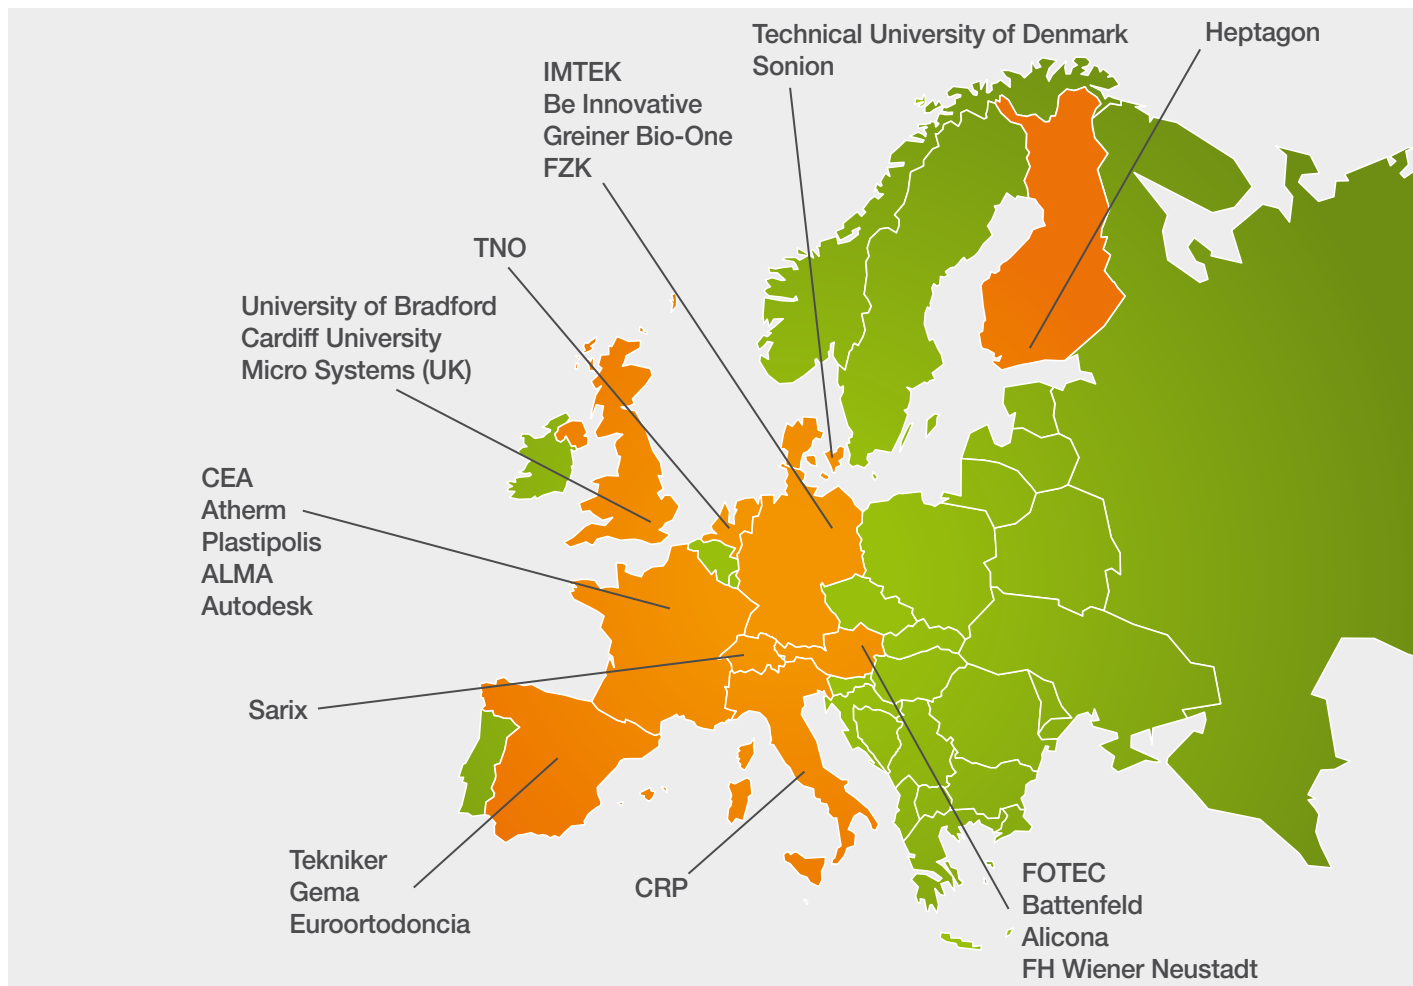 Technical University of Denmark
Sonion
Heptagon
IMTEK
Be Innovative
Greiner Bio-One
FZK
TNO
University of Bradford
Cardiff University
Micro Systems (UK)
CEA
Atherm
Plastipolis
ALMA
Autodesk
Sarix
Tekniker
Gema
Euroortodoncia
CRP
FOTEC
Battenfeld
Alicona
FH Wiener Neustadt